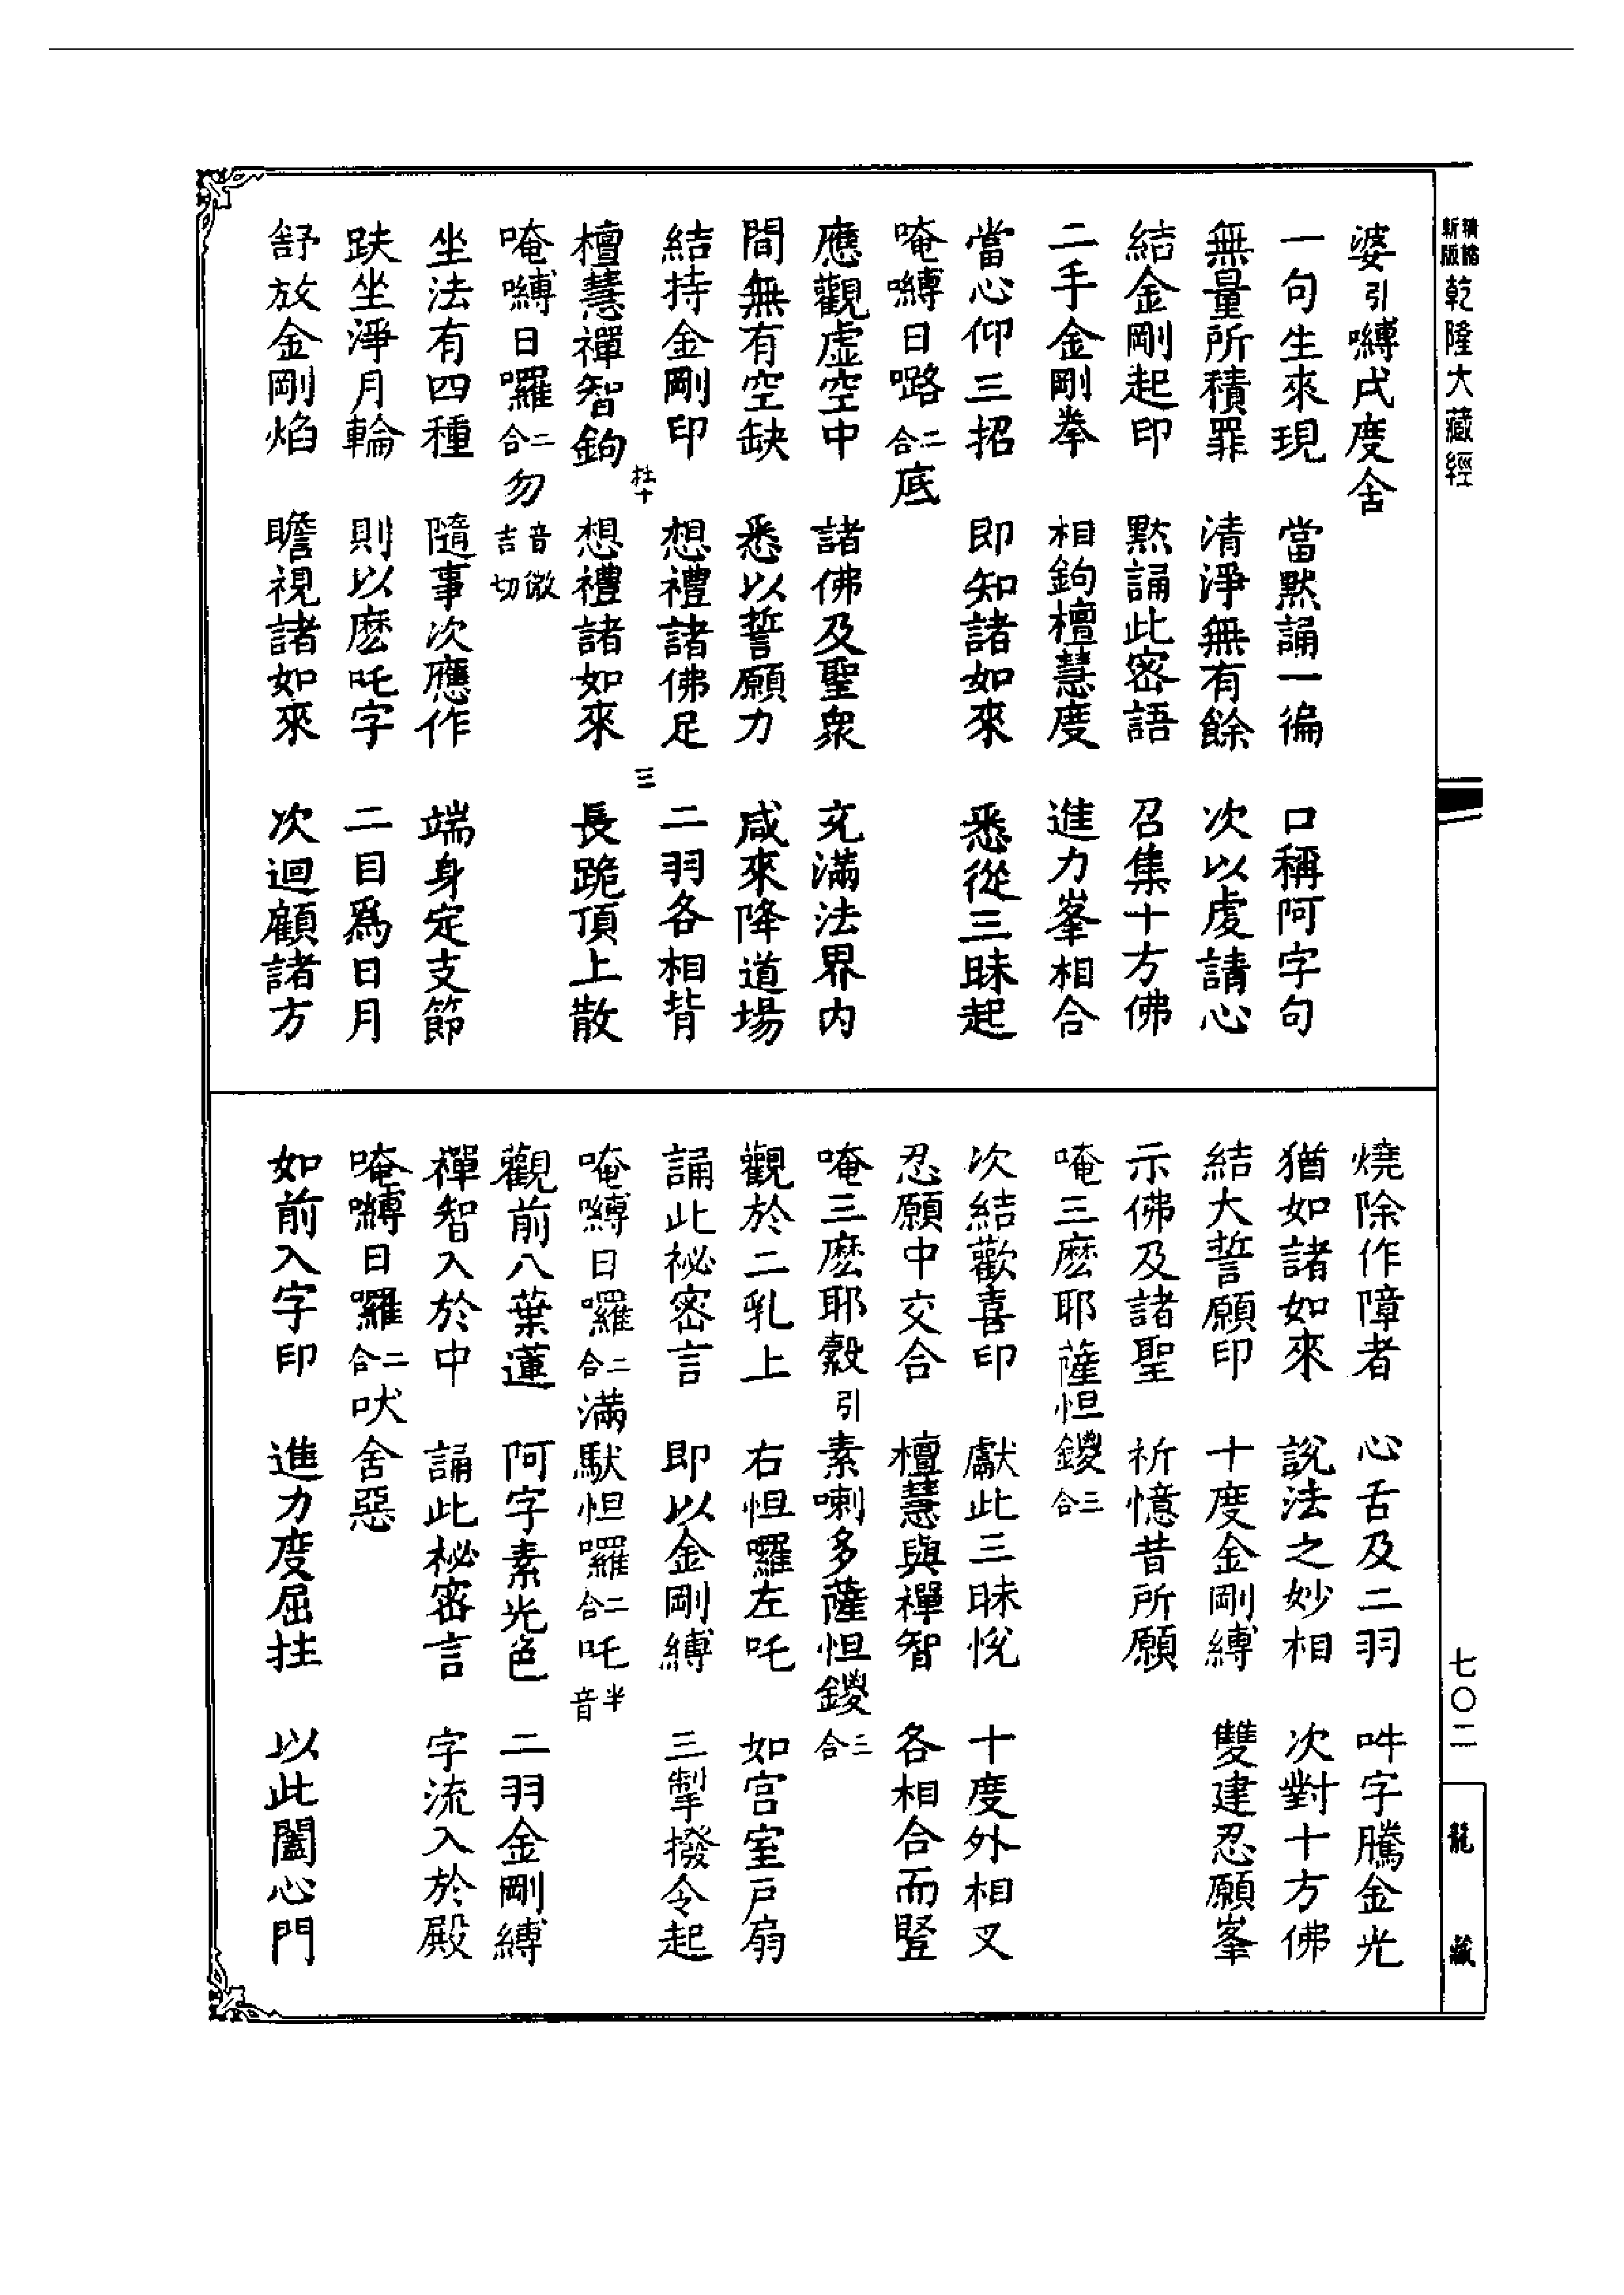 新版精縮乾隆大藏經
婆引嚩戍度舍
一句生來現　當默誦一徧　口稱阿字句
無量所積罪　清淨無有餘　次以虔請心
結金剛起印　默誦此密語　召集十方佛
二手金剛拳　相鉤檀慧度　進力峯相合
當心仰三招　即知諸如來　悉從三昧起
唵嚩日㗰二合底
應觀虛空中　諸佛及聖衆　充滿法界內
間無有空缺　悉以誓願力　咸來降道場
結持金剛印　想禮諸佛足　二羽各相背
杜十　三
檀慧禪智鉤　想禮諸如來　長跪頂上散
唵嚩日囉二合勿音微吉切
坐法有四種　隨事次應作　端身定支節
趺坐淨月輪　則以麽吒字　二目爲日月
舒放金剛焰　瞻視諸如來　次迴顧諸方
燒除作障者　心舌及二羽　吽字騰金光
猶如諸如來　說法之妙相　次對十方佛
結大誓願印　十度金剛縛　雙建忍願峯
示佛及諸聖　祈憶昔所願
唵三麽耶薩怛鑁三合
次結歡喜印　獻此三昧悅　十度外相叉
忍願中交合　檀慧與禪智　各相合而豎
唵三麽耶縠引素喇多薩怛鑁三合
觀於二乳上　右怛囉左吒　如宮室戶扇
誦此祕密言　即以金剛縛　三掣撥令起
唵嚩日囉二合滿馱怛囉二合吒半音
觀前八葉蓮　阿字素光色　二羽金剛縛
禪智入於中　誦此秘密言　字流入於殿
唵嚩日囉二合吠舍惡
如前入字印　進力度屈拄　以此闔心門
七〇二
龍藏